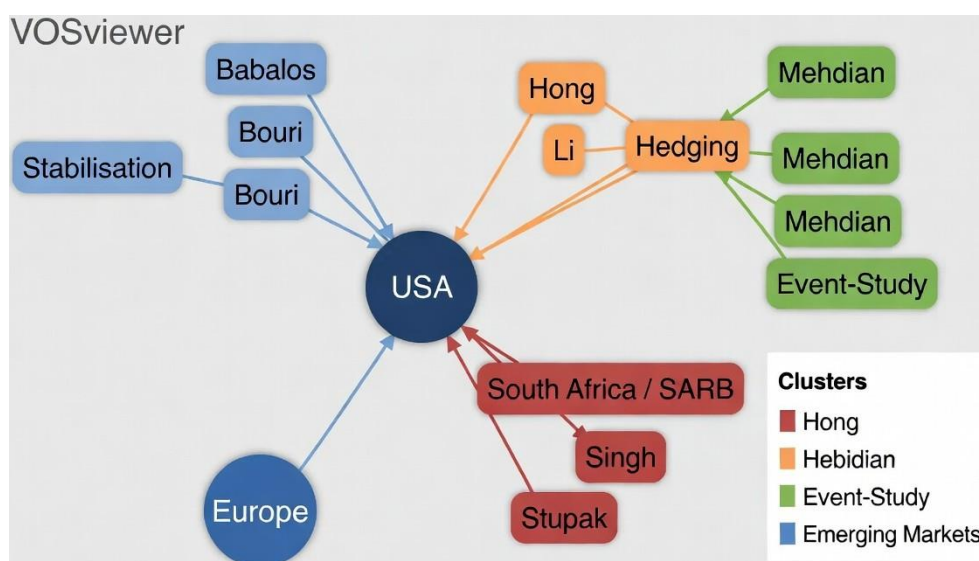 VOSviewer
Babalos
Bouri
Stabilisation
Bouri
Hong
Li
Hedging
Mehdian
Mehdian
Mehdian
Event-Study
USA
Europe
South Africa / SARB
Singh
Stupak
Clusters
Hong
Hebidian
Event-Study
Emerging Markets